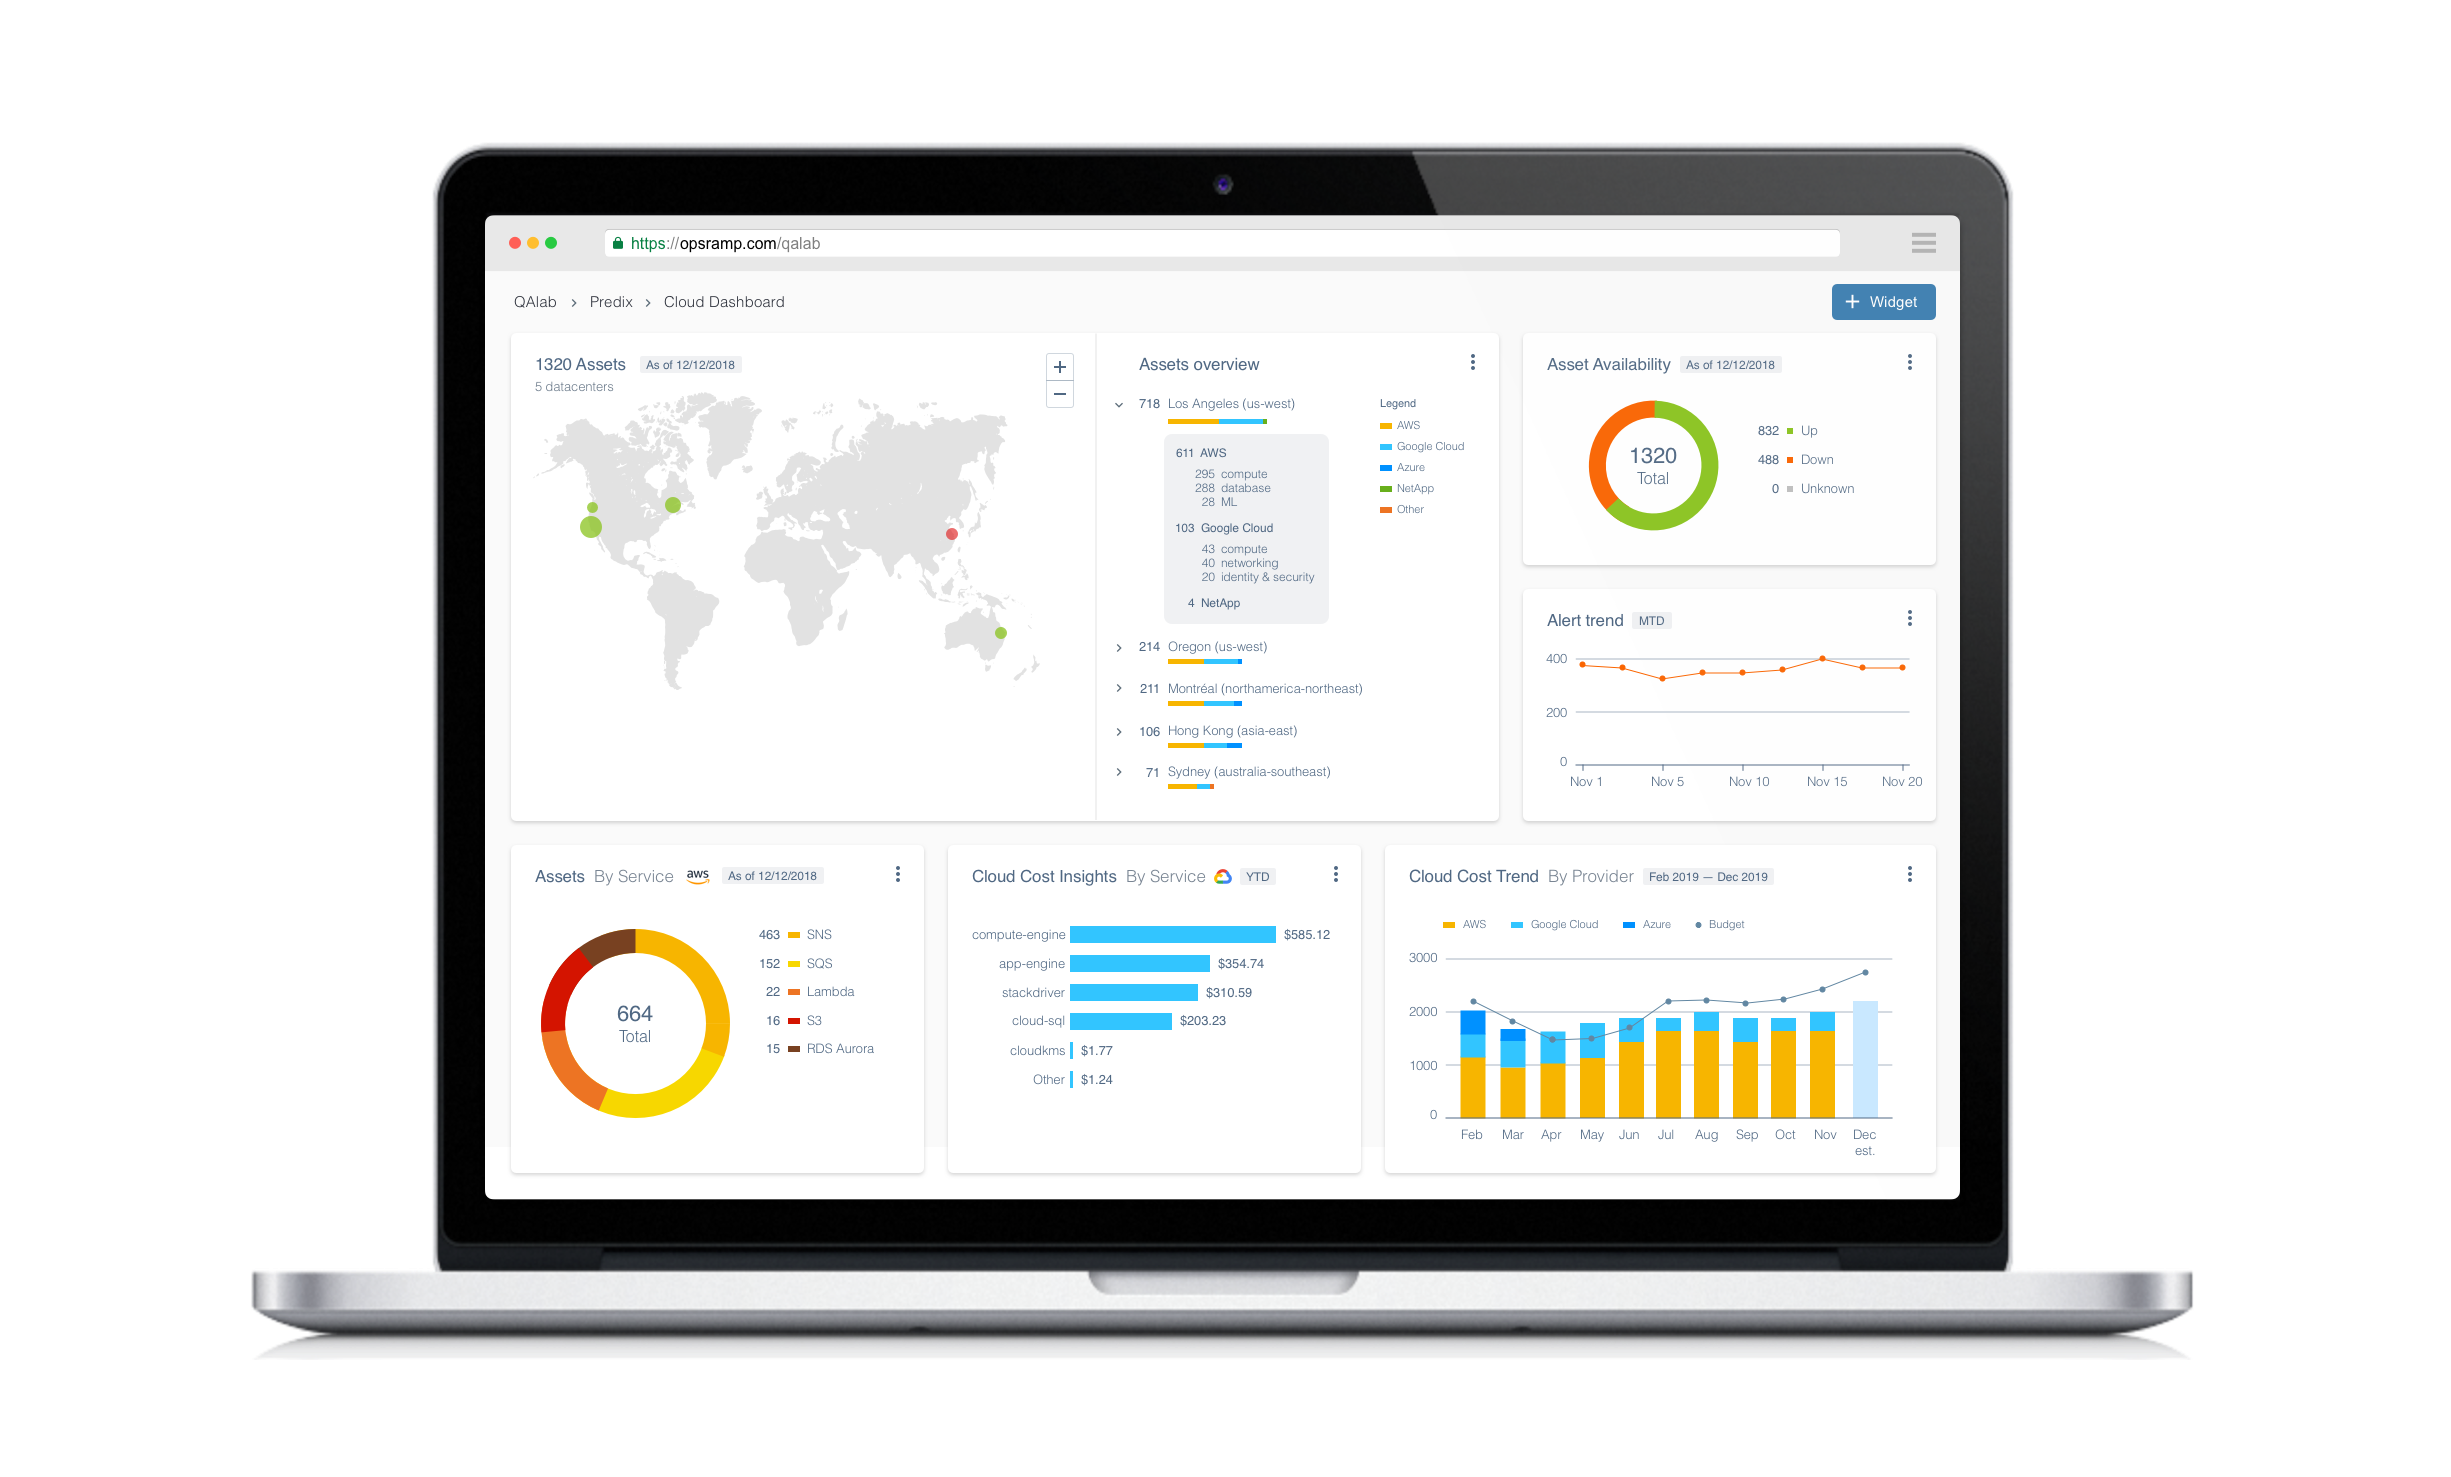 https://opsramp.com/qalab
QAlab > Predix > Cloud Dashboard
+ Widget
1320 Assets As of 12/12/2018
5 datacenters
+
−
Assets overview
718 Los Angeles (us-west)
611 AWS
295 compute
288 database
28 ML
103 Google Cloud
43 compute
40 networking
20 identity & security
4 NetApp
214 Oregon (us-west)
211 Montréal (northamerica-northeast)
106 Hong Kong (asia-east)
71 Sydney (australia-southeast)
Legend
AWS
Google Cloud
Azure
NetApp
Other
Asset Availability As of 12/12/2018
1320
Total
832 Up
488 Down
0 Unknown
Alert trend MTD
400
200
0
Nov 1 Nov 5 Nov 10 Nov 15 Nov 20
Assets By Service aws As of 12/12/2018
664
Total
463 SNS
152 SQS
22 Lambda
16 S3
15 RDS Aurora
Cloud Cost Insights By Service YTD
compute-engine $585.12
app-engine $354.74
stackdriver $310.59
cloud-sql $203.23
cloudkms $1.77
Other $1.24
Cloud Cost Trend By Provider Feb 2019 — Dec 2019
AWS Google Cloud Azure Budget
3000
2000
1000
0
Feb Mar Apr May Jun Jul Aug Sep Oct Nov Dec
est.